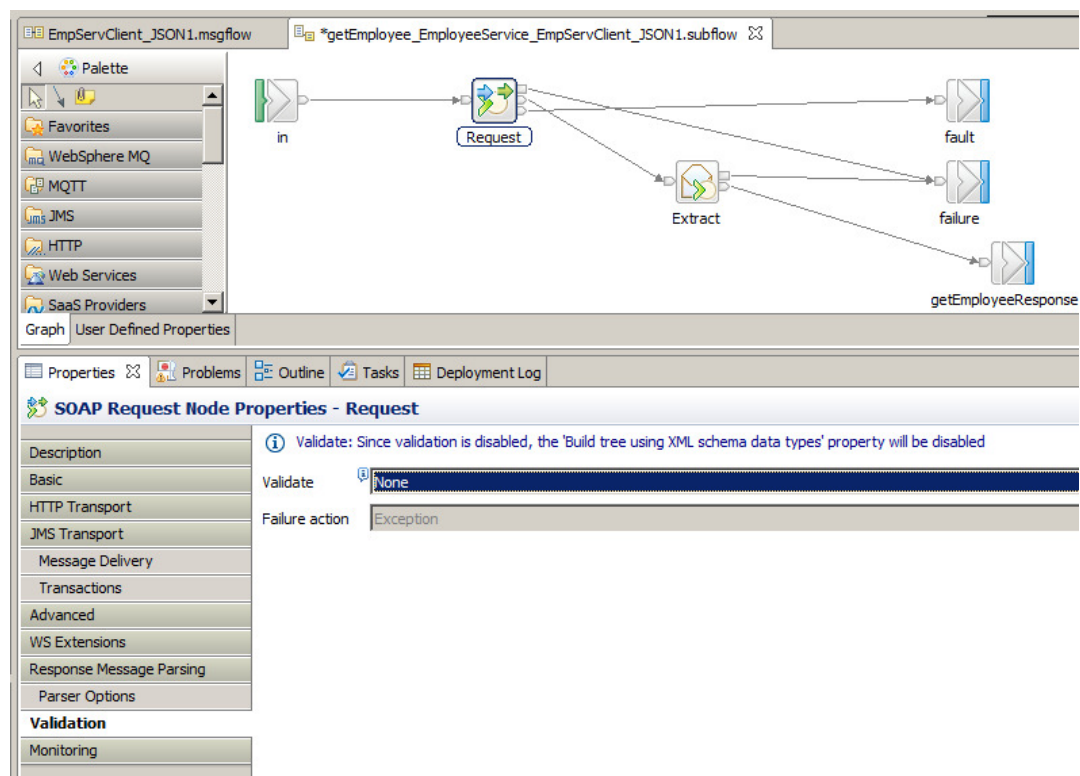 EmpServClient_JSON1.msgflow
*getEmployee_EmployeeService_EmpServClient_JSON1.subflow
Palette
Favorites
WebSphere MQ
MQTT
JMS
HTTP
Web Services
SaaS Providers
in
Request
fault
Extract
failure
getEmployeeResponse
Graph User Defined Properties
Properties Problems Outline Tasks Deployment Log
SOAP Request Node Properties - Request
Description
Basic
HTTP Transport
JMS Transport
Message Delivery
Transactions
Advanced
WS Extensions
Response Message Parsing
Parser Options
Validation
Monitoring
Validate: Since validation is disabled, the 'Build tree using XML schema data types' property will be disabled
Validate None
Failure action Exception